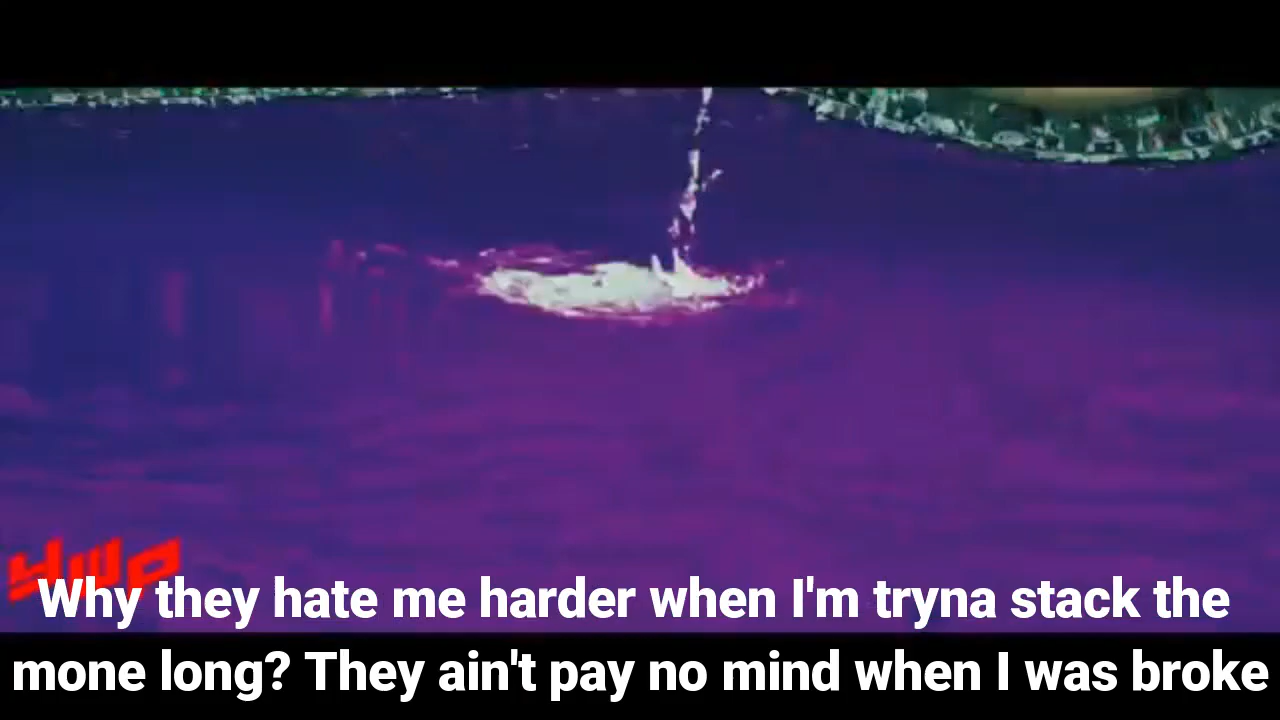 YWP
Why they hate me harder when I'm tryna stack the
mone long? They ain't pay no mind when I was broke